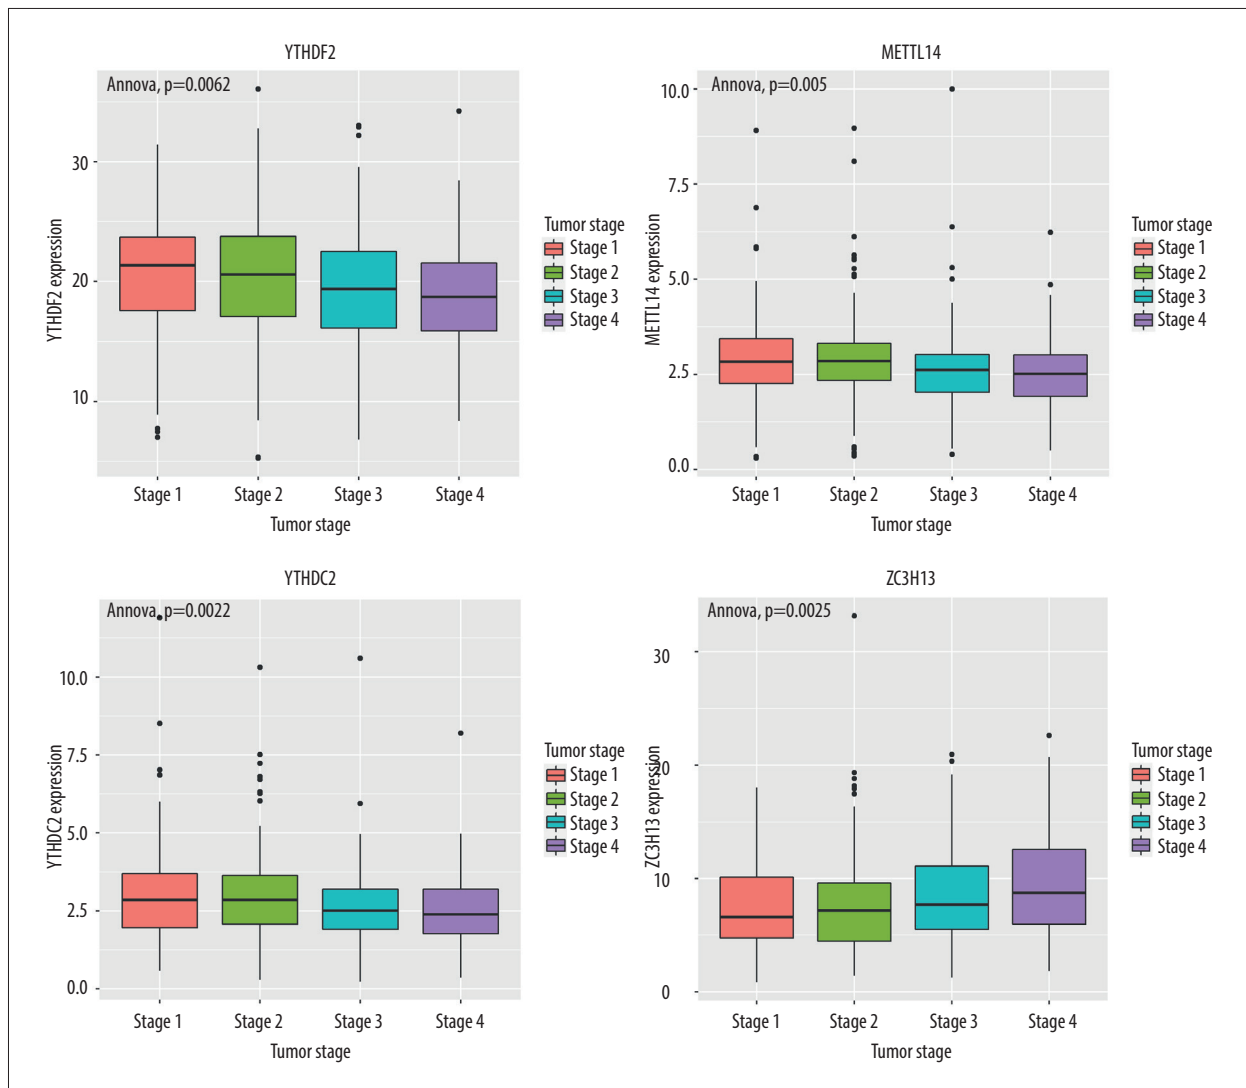 YTHDF2
Annova, p=0.0062
YTHDF2 expression
30
20
10
Stage 1
Stage 2
Stage 3
Stage 4
Tumor stage
Tumor stage
Stage 1
Stage 2
Stage 3
Stage 4
METTL14
Annova, p=0.005
METTL14 expression
10.0
7.5
5.0
2.5
0.0
Stage 1
Stage 2
Stage 3
Stage 4
Tumor stage
Tumor stage
Stage 1
Stage 2
Stage 3
Stage 4
YTHDC2
Annova, p=0.0022
YTHDC2 expression
10.0
7.5
5.0
2.5
0.0
Stage 1
Stage 2
Stage 3
Stage 4
Tumor stage
Tumor stage
Stage 1
Stage 2
Stage 3
Stage 4
ZC3H13
Annova, p=0.0025
ZC3H13 expression
30
20
10
0
Stage 1
Stage 2
Stage 3
Stage 4
Tumor stage
Tumor stage
Stage 1
Stage 2
Stage 3
Stage 4